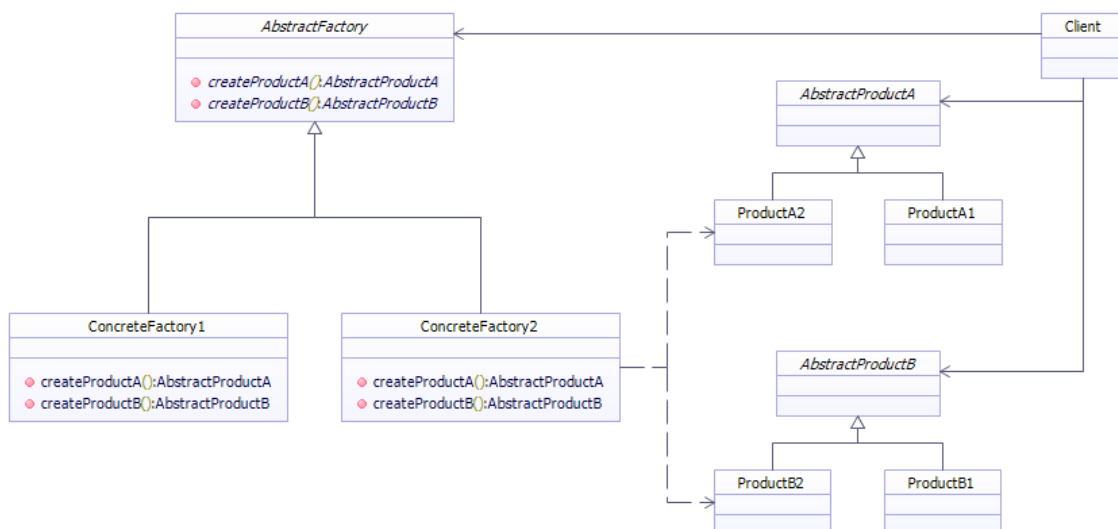 AbstractFactory
createProductA():AbstractProductA
createProductB():AbstractProductB
Client
AbstractProductA
ProductA2
ProductA1
ConcreteFactory1
createProductA():AbstractProductA
createProductB():AbstractProductB
ConcreteFactory2
createProductA():AbstractProductA
createProductB():AbstractProductB
AbstractProductB
ProductB2
ProductB1